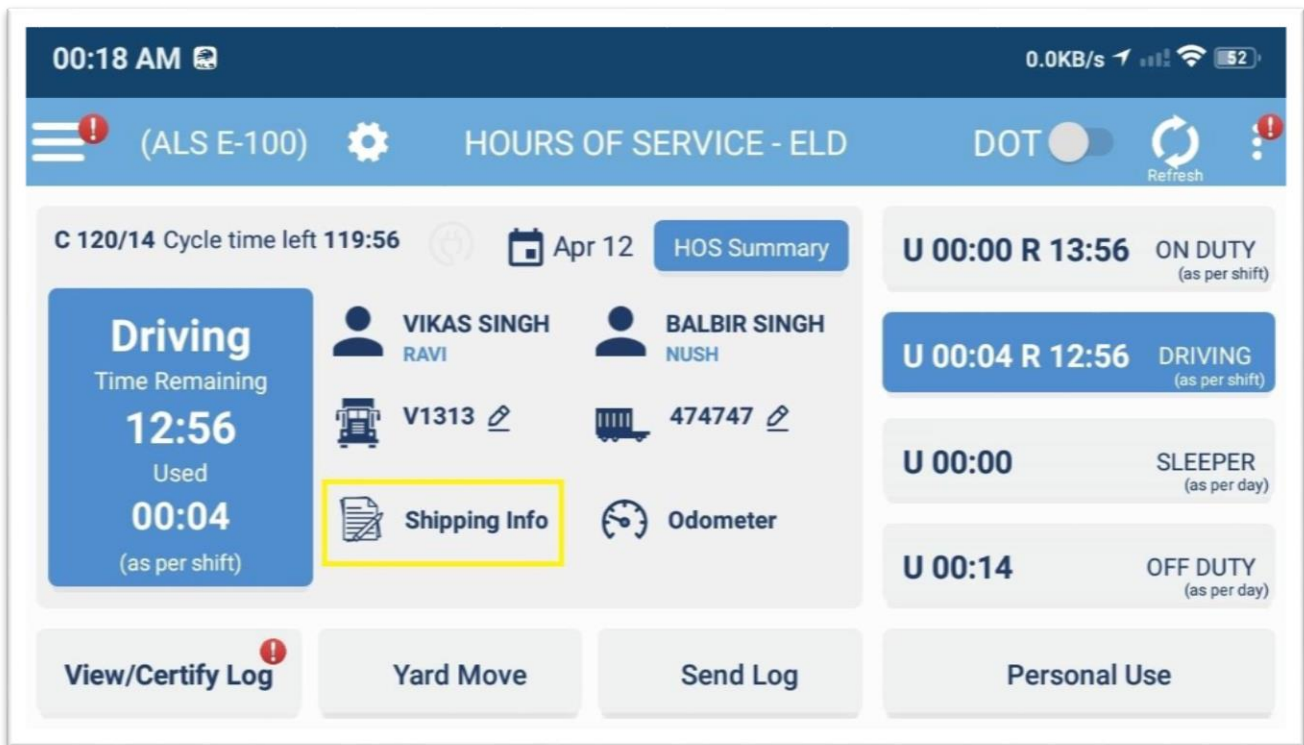 00:18 AM
0.0KB/s 52
(ALS E-100) HOURS OF SERVICE - ELD DOT
Refresh
C 120/14 Cycle time left 119:56 Apr 12 HOS Summary
Driving
Time Remaining
12:56
Used
00:04
(as per shift)
VIKAS SINGH
RAVI
BALBIR SINGH
NUSH
V1313
474747
Shipping Info
Odometer
U 00:00 R 13:56 ON DUTY
(as per shift)
U 00:04 R 12:56 DRIVING
(as per shift)
U 00:00 SLEEPER
(as per day)
U 00:14 OFF DUTY
(as per day)
View/Certify Log
Yard Move
Send Log
Personal Use